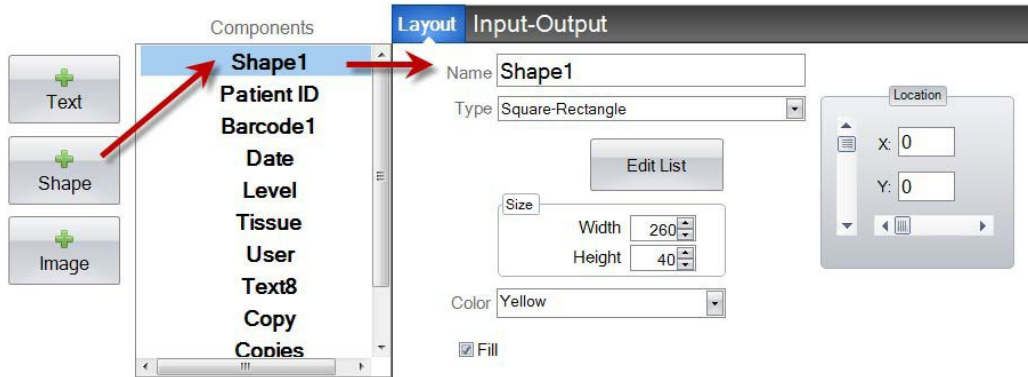 Components
Text
Shape
Image
Shape1
Patient ID
Barcode1
Date
Level
Tissue
User
Text8
Copy
Copies
Layout Input-Output
Name Shape1
Type Square-Rectangle
Edit List
Size
Width 260
Height 40
Color Yellow
Fill
Location
X: 0
Y: 0